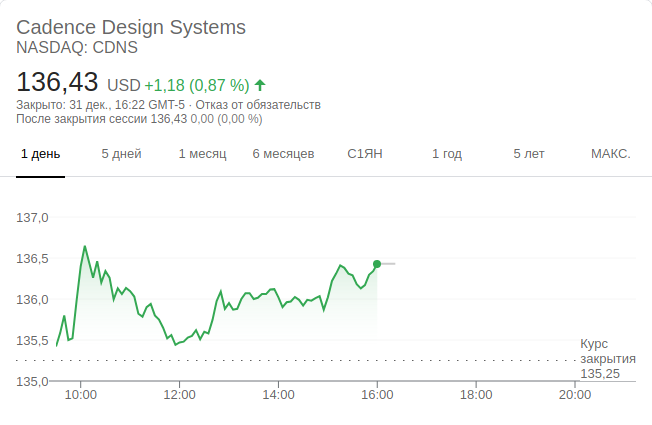 Cadence Design Systems
NASDAQ: CDNS
136,43 USD +1,18 (0,87 %)
Закрыто: 31 дек., 16:22 GMT-5 · Отказ от обязательств
После закрытия сессии 136,43 0,00 (0,00 %)
1 день 5 дней 1 месяц 6 месяцев С1ЯН 1 год 5 лет МАКС.
137,0
136,5
136,0
135,5
Курс
закрытия
135,25
135,0
10:00 12:00 14:00 16:00 18:00 20:00